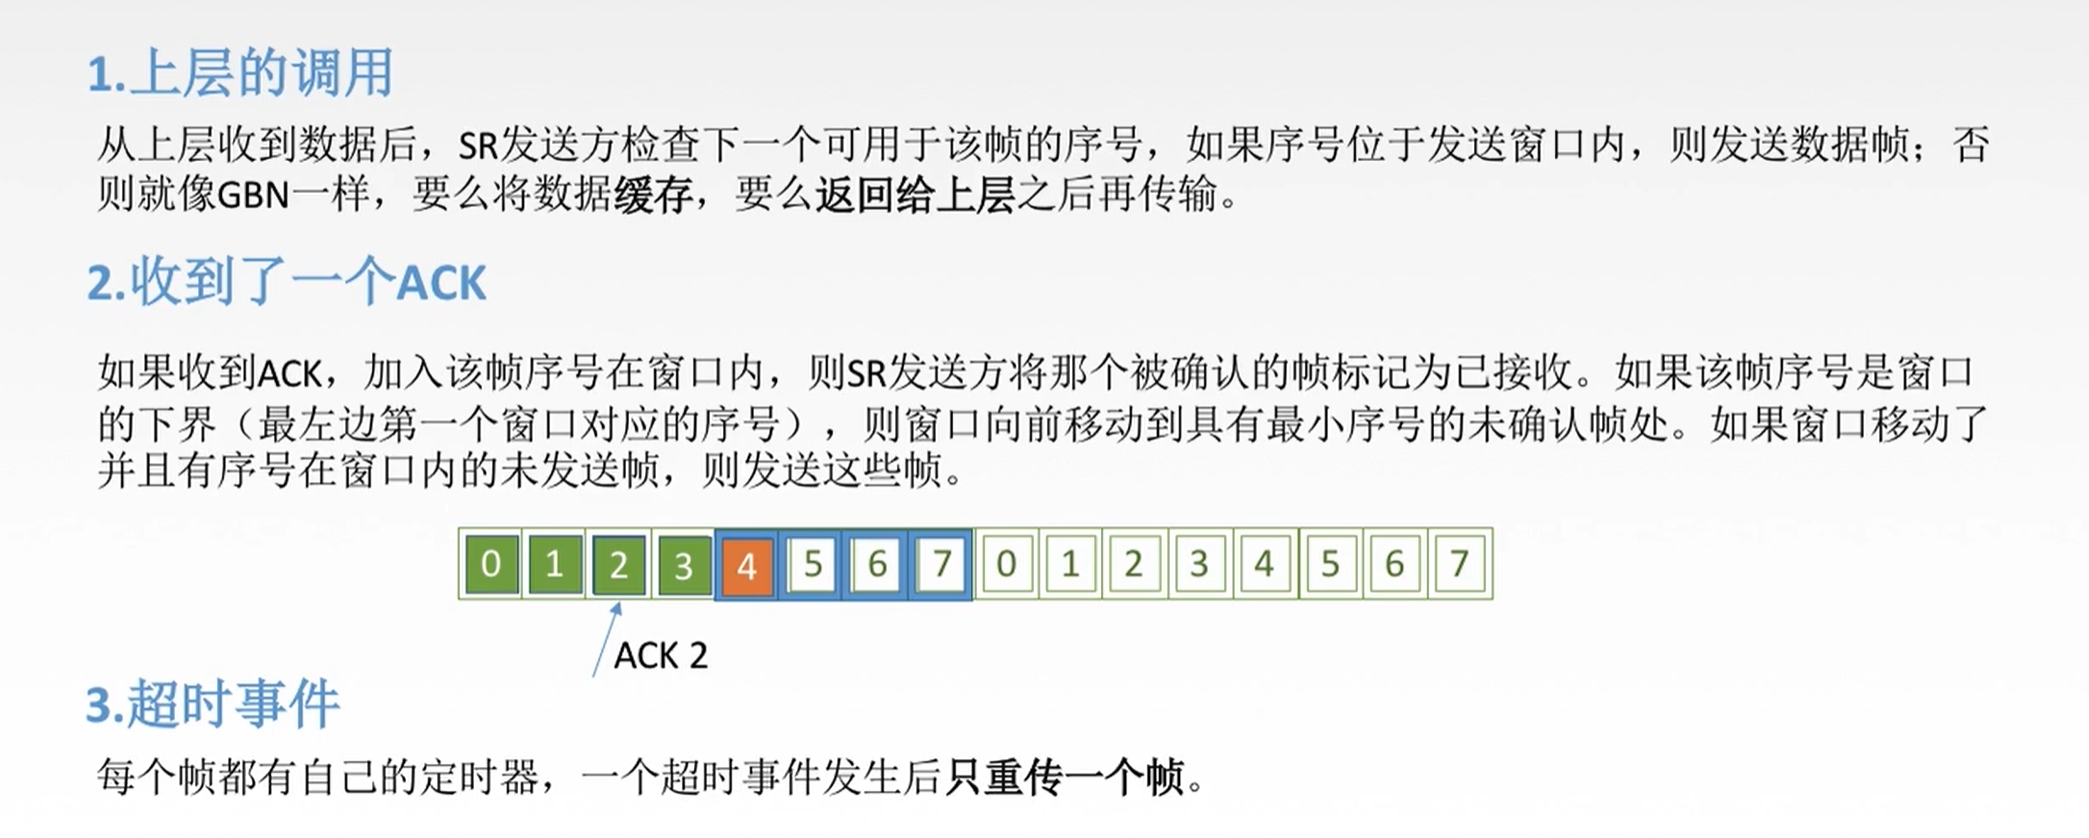 1.上层的调用
从上层收到数据后，SR发送方检查下一个可用于该帧的序号，如果序号位于发送窗口内，则发送数据帧；否
则就像GBN一样，要么将数据缓存，要么返回给上层之后再传输。
2.收到了一个ACK
如果收到ACK，加入该帧序号在窗口内，则SR发送方将那个被确认的帧标记为已接收。如果该帧序号是窗口
的下界（最左边第一个窗口对应的序号），则窗口向前移动到具有最小序号的未确认帧处。如果窗口移动了
并且有序号在窗口内的未发送帧，则发送这些帧。
0 1 2 3 4 5 6 7 0 1 2 3 4 5 6 7
ACK 2
3.超时事件
每个帧都有自己的定时器，一个超时事件发生后只重传一个帧。